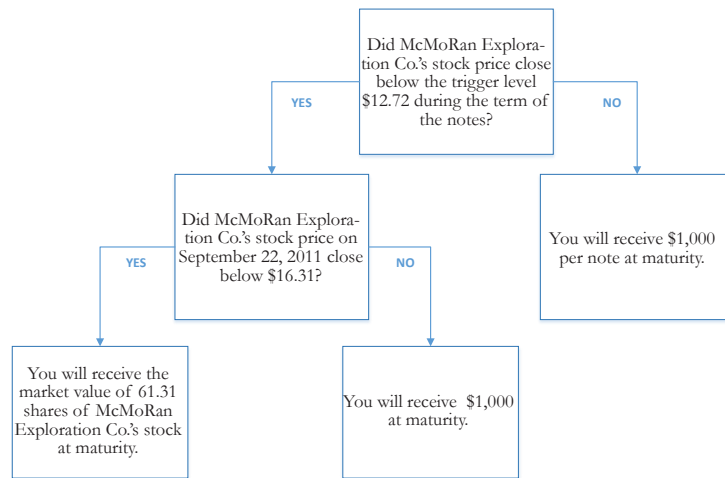 Did McMoRan Explora-
tion Co.'s stock price close
below the trigger level
$12.72 during the term of
the notes?
YES
NO
Did McMoRan Explora-
tion Co.'s stock price on
September 22, 2011 close
below $16.31?
You will receive $1,000
per note at maturity.
YES
NO
You will receive the
market value of 61.31
shares of McMoRan
Exploration Co.'s stock
at maturity.
You will receive $1,000
at maturity.